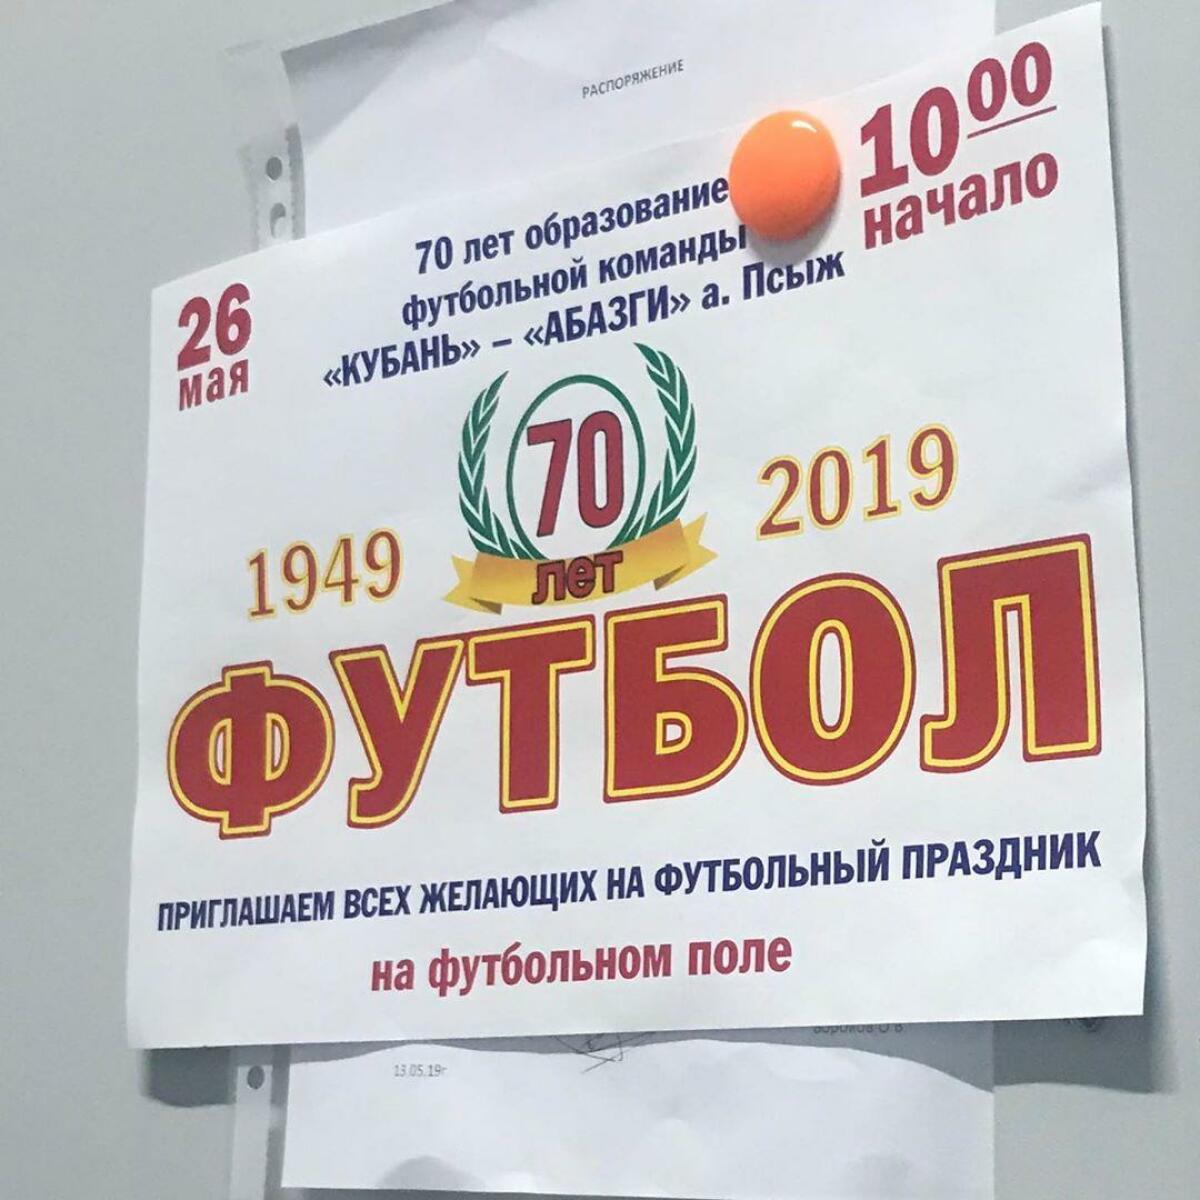 РАСПОРЯЖЕНИЕ
10⁰⁰
начало
70 лет образование
футбольной команды
«КУБАНЬ» – «АБАЗГИ» а. Псыж
26
мая
70
лет
1949
2019
ФУТБОЛ
ПРИГЛАШАЕМ ВСЕХ ЖЕЛАЮЩИХ НА ФУТБОЛЬНЫЙ ПРАЗДНИК
на футбольном поле
13.05.19г